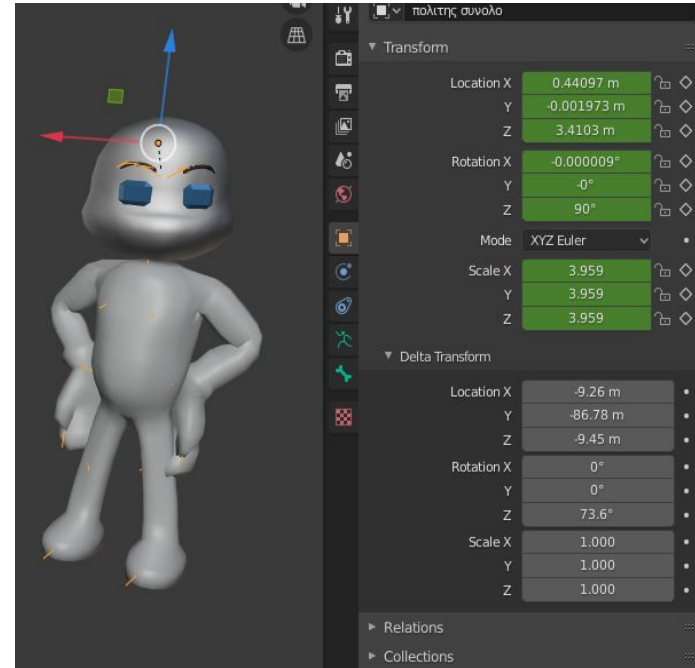 πολιτης συνολο
Transform
Location X 0.44097 m
Y -0.001973 m
Z 3.4103 m
Rotation X -0.000009°
Y -0°
Z 90°
Mode XYZ Euler
Scale X 3.959
Y 3.959
Z 3.959
Delta Transform
Location X -9.26 m
Y -86.78 m
Z -9.45 m
Rotation X 0°
Y 0°
Z 73.6°
Scale X 1.000
Y 1.000
Z 1.000
Relations
Collections